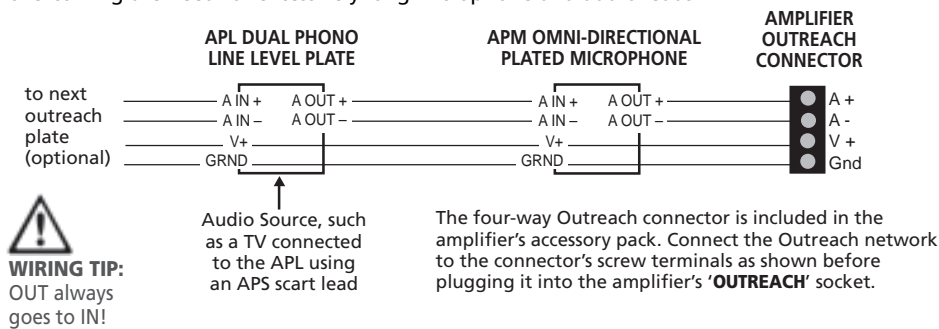 AMPLIFIER
OUTREACH
CONNECTOR
APL DUAL PHONO
LINE LEVEL PLATE
APM OMNI-DIRECTIONAL
PLATED MICROPHONE
to next
outreach
plate
(optional)
A IN + A OUT +
A IN – A OUT –
V+
GRND
A IN + A OUT +
A IN – A OUT –
V+
GRND
A +
A -
V +
Gnd
Audio Source, such
as a TV connected
to the APL using
an APS scart lead
The four-way Outreach connector is included in the
amplifier's accessory pack. Connect the Outreach network
to the connector's screw terminals as shown before
plugging it into the amplifier's 'OUTREACH' socket.
WIRING TIP:
OUT always
goes to IN!